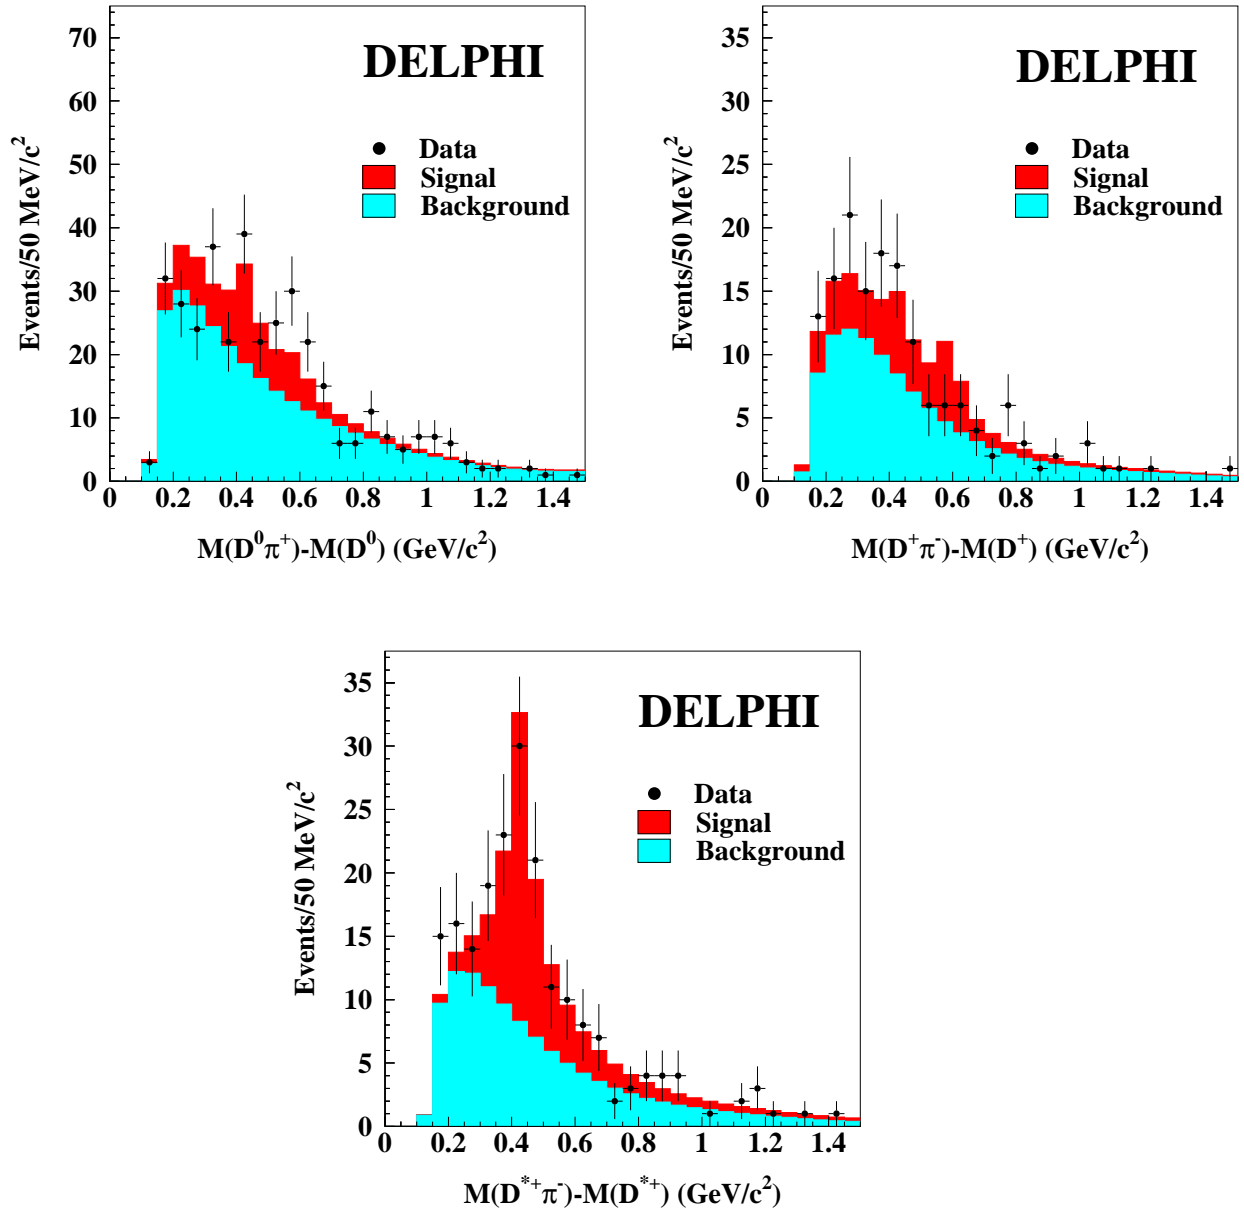 DELPHI
Data
Signal
Background
Events/50 MeV/c²
70
60
50
40
30
20
10
0
0 0.2 0.4 0.6 0.8 1 1.2 1.4
M(D⁰π⁺)-M(D⁰) (GeV/c²)
DELPHI
Data
Signal
Background
Events/50 MeV/c²
35
30
25
20
15
10
5
0
0 0.2 0.4 0.6 0.8 1 1.2 1.4
M(D⁺π⁻)-M(D⁺) (GeV/c²)
DELPHI
Data
Signal
Background
Events/50 MeV/c²
35
30
25
20
15
10
5
0
0 0.2 0.4 0.6 0.8 1 1.2 1.4
M(D*⁺π⁻)-M(D*⁺) (GeV/c²)